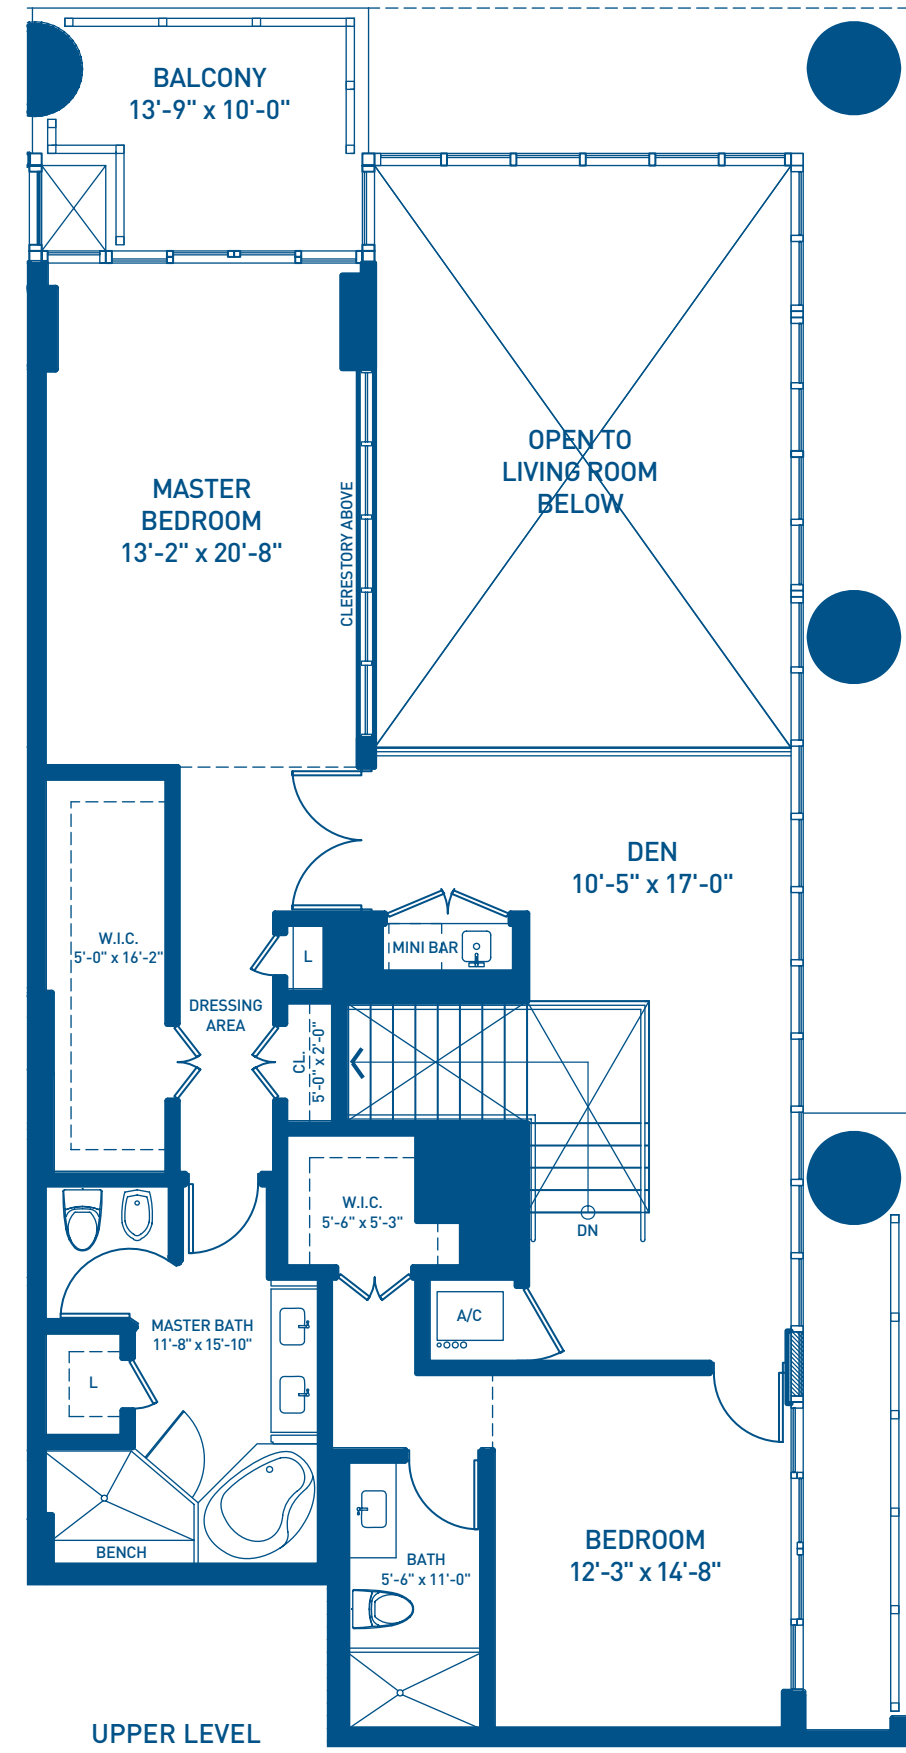 BALCONY
13'-9" x 10'-0"
OPEN TO
LIVING ROOM
BELOW
MASTER
BEDROOM
13'-2" x 20'-8"
CLERESTORY ABOVE
DEN
10'-5" x 17'-0"
W.I.C.
5'-0" x 16'-2"
MINI BAR
L
DRESSING
AREA
CL.
5'-0" x 2'-0"
W.I.C.
5'-6" x 5'-3"
DN
A/C
MASTER BATH
11'-8" x 15'-10"
L
BENCH
BATH
5'-6" x 11'-0"
BEDROOM
12'-3" x 14'-8"
UPPER LEVEL